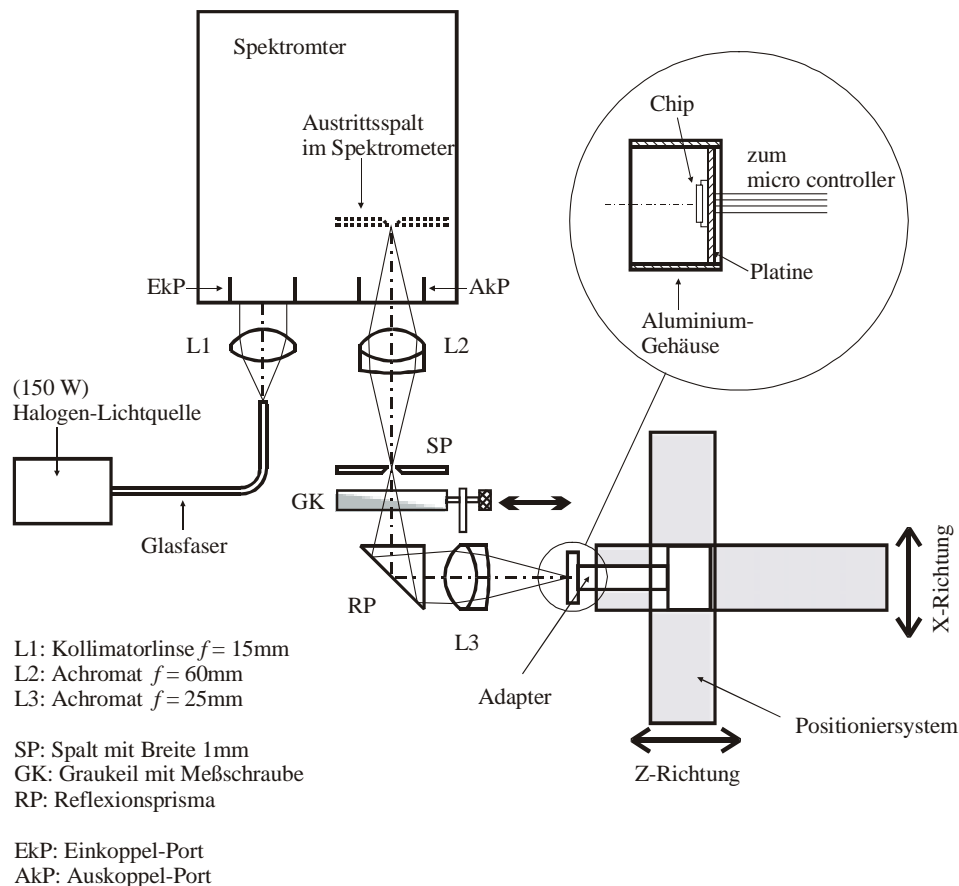 Spektromter
Austrittsspalt
im Spektrometer
EkP
AkP
L1
L2
(150 W)
Halogen-Lichtquelle
Glasfaser
SP
GK
RP
L3
Chip
zum
micro controller
Platine
Aluminium-
Gehäuse
X-Richtung
Adapter
Positioniersystem
Z-Richtung
L1: Kollimatorlinse f = 15mm
L2: Achromat f = 60mm
L3: Achromat f = 25mm
SP: Spalt mit Breite 1mm
GK: Graukeil mit Meßschraube
RP: Reflexionsprisma
EkP: Einkoppel-Port
AkP: Auskoppel-Port